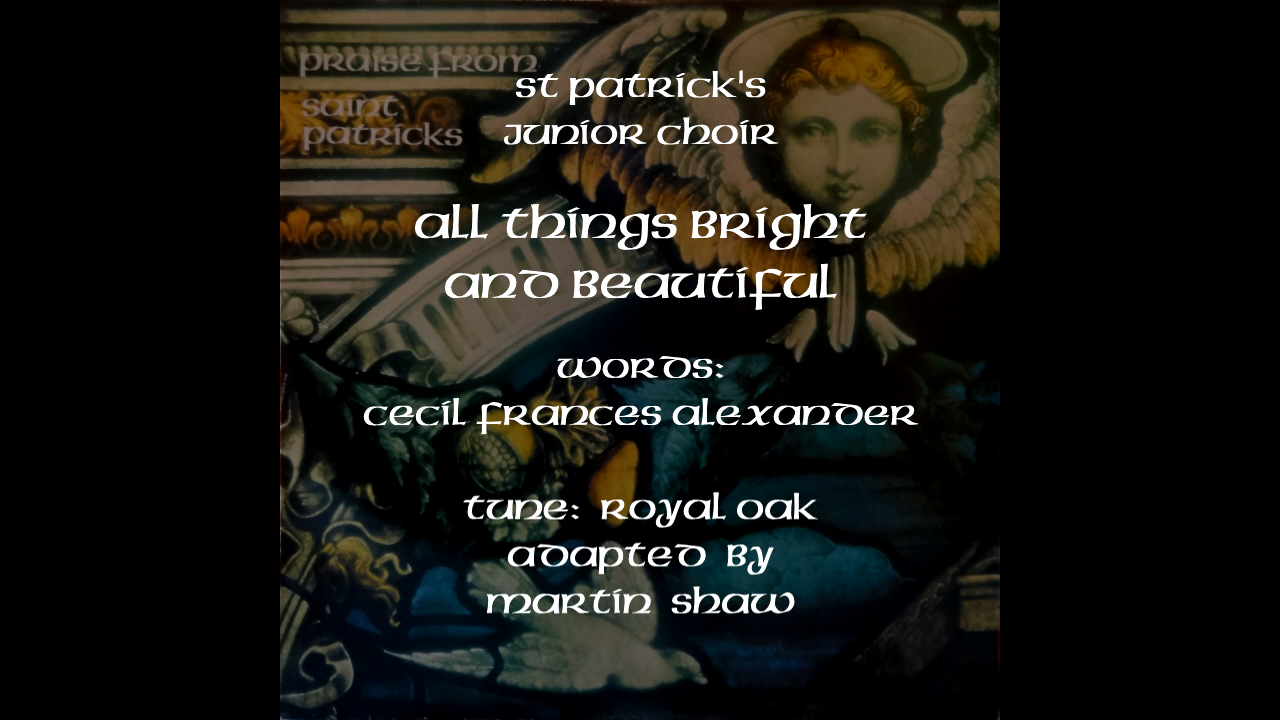 praise from
saint
patricks
St Patrick's
Junior Choir
All Things Bright
and Beautiful
Words:
Cecil Frances Alexander
Tune: Royal Oak
adapted by
Martin Shaw